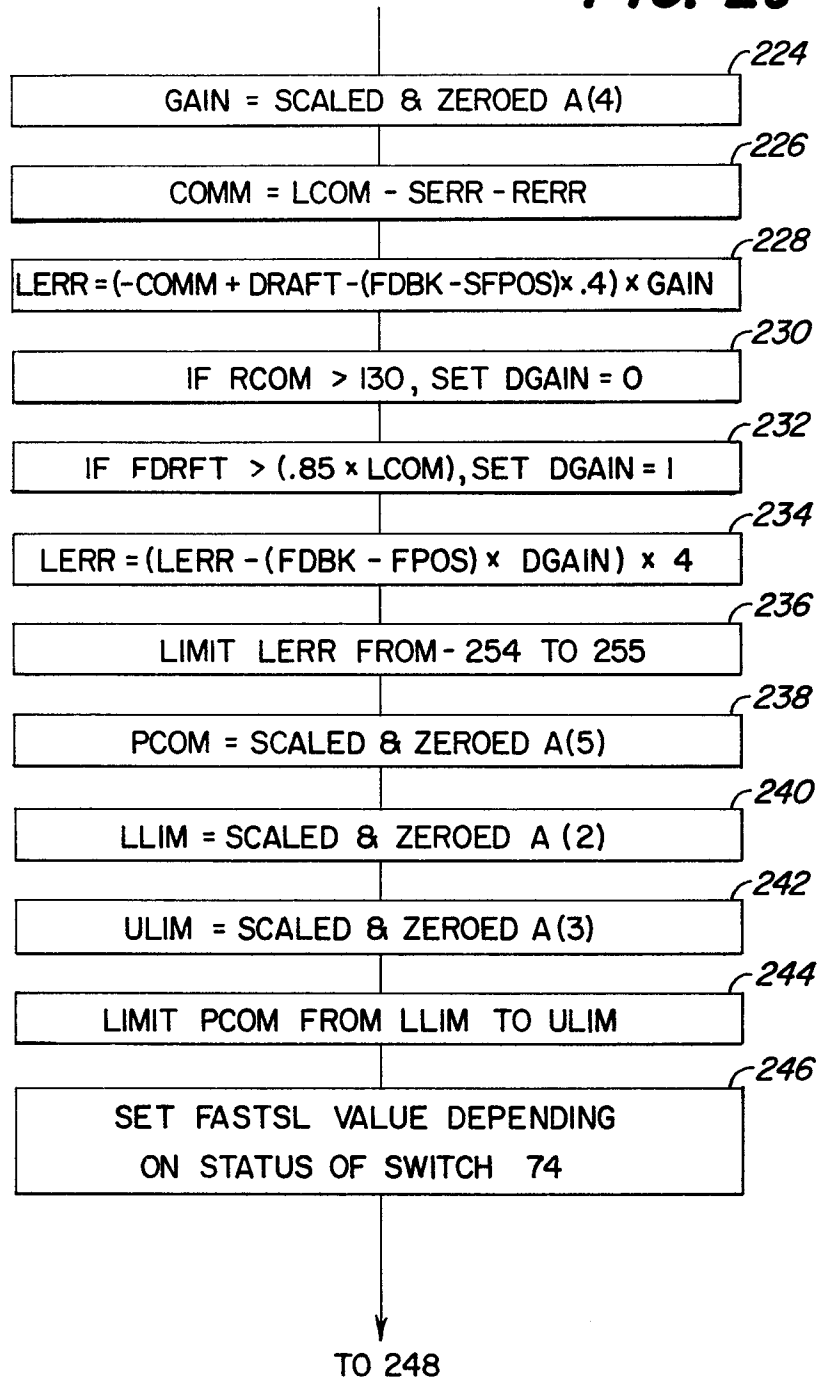 224
GAIN = SCALED & ZEROED A(4)
226
COMM = LCOM - SERR - RERR
228
LERR = (-COMM + DRAFT - (FDBK - SFPOS) × .4) × GAIN
230
IF RCOM > 130, SET DGAIN = 0
232
IF FDRFT > (.85 × LCOM), SET DGAIN = 1
234
LERR = (LERR - (FDBK - FPOS) × DGAIN) × 4
236
LIMIT LERR FROM - 254 TO 255
238
PCOM = SCALED & ZEROED A(5)
240
LLIM = SCALED & ZEROED A (2)
242
ULIM = SCALED & ZEROED A(3)
244
LIMIT PCOM FROM LLIM TO ULIM
246
SET FASTSL VALUE DEPENDING
ON STATUS OF SWITCH 74
TO 248